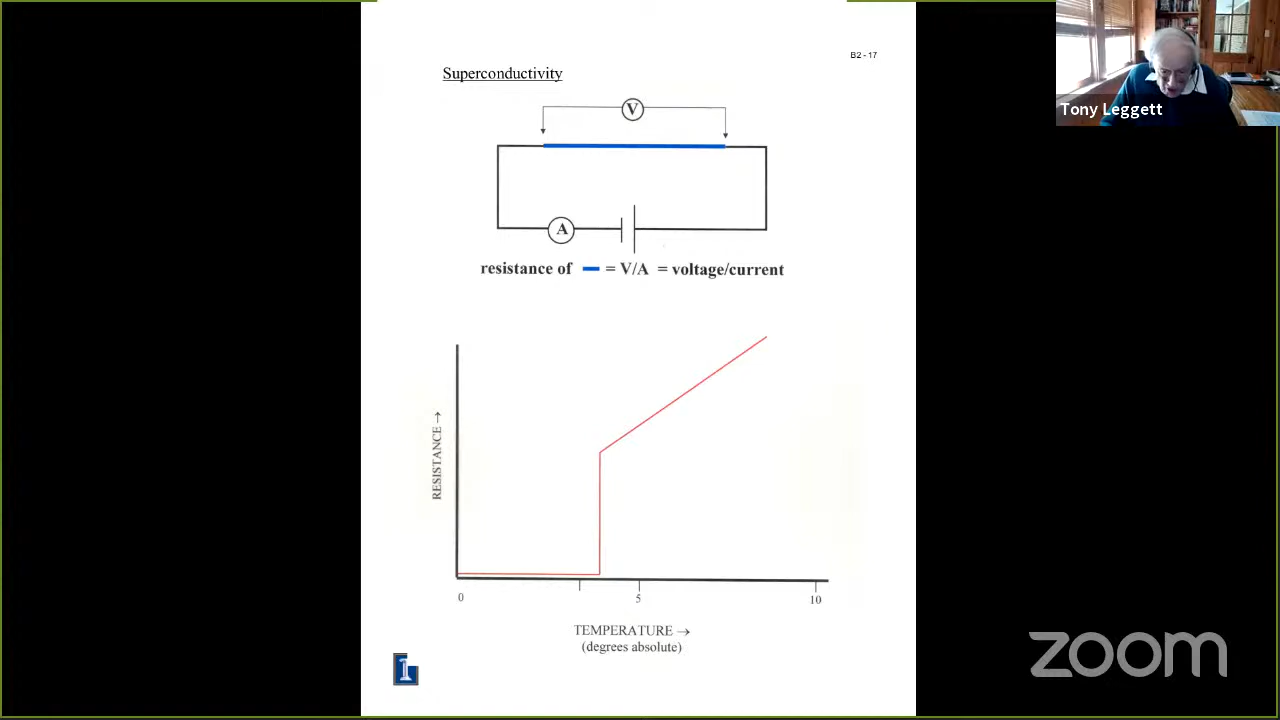 B2 - 17
Superconductivity
V
A
resistance of = V/A = voltage/current
RESISTANCE →
0 5 10
TEMPERATURE →
(degrees absolute)
Tony Leggett
zoom